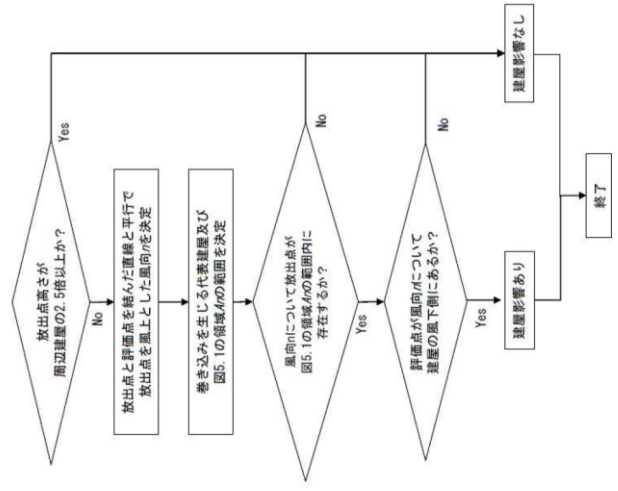 放出点高さが
周辺建屋の2.5倍以上か？
Yes
No
放出点と評価点を結んだ直線と平行で
放出点を風上とした風向nを決定
巻き込みを生じる代表建屋及び
図5.1の領域Anの範囲を決定
風向nについて放出点が
図5.1の領域Anの範囲内に
存在するか？
No
Yes
評価点が風向nについて
建屋の風下側にあるか？
No
Yes
建屋影響あり
建屋影響なし
終了